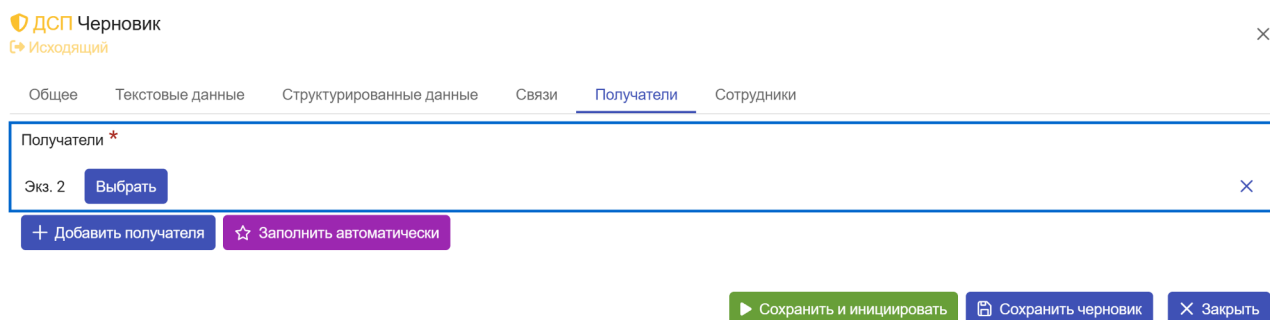 ДСП Черновик
Исходящий
Общее Текстовые данные Структурированные данные Связи Получатели Сотрудники
Получатели *
Экз. 2 Выбрать
Добавить получателя Заполнить автоматически
Сохранить и инициировать Сохранить черновик Закрыть